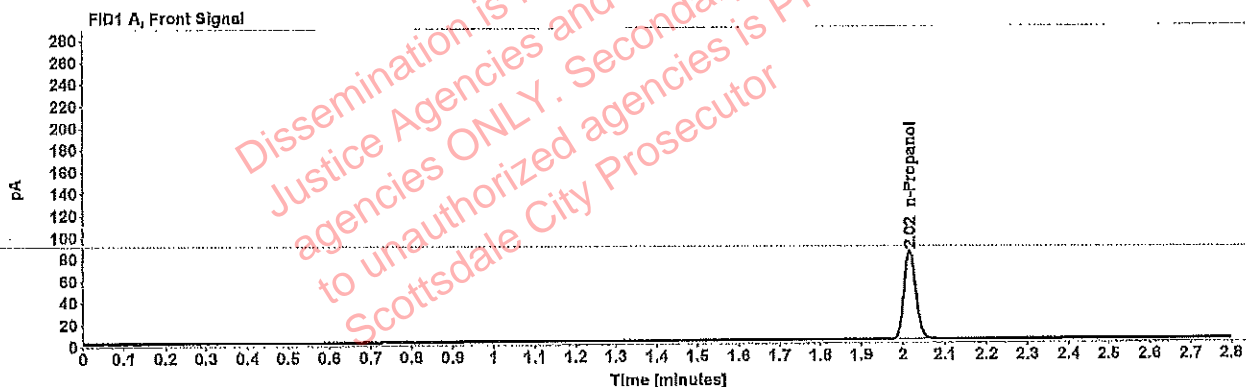 FID1 A, Front Signal
280
260
240
220
200
180
160
140
120
100
80
60
40
20
0
pA
2.02 n-Propanol
0 0.1 0.2 0.3 0.4 0.5 0.6 0.7 0.8 0.9 1 1.1 1.2 1.3 1.4 1.5 1.6 1.7 1.8 1.9 2 2.1 2.2 2.3 2.4 2.5 2.6 2.7 2.8
Time [minutes]
Dissemination is
Justice Agencies and
agencies ONLY. Secondary
to unauthorized agencies is
Scottsdale City Prosecutor